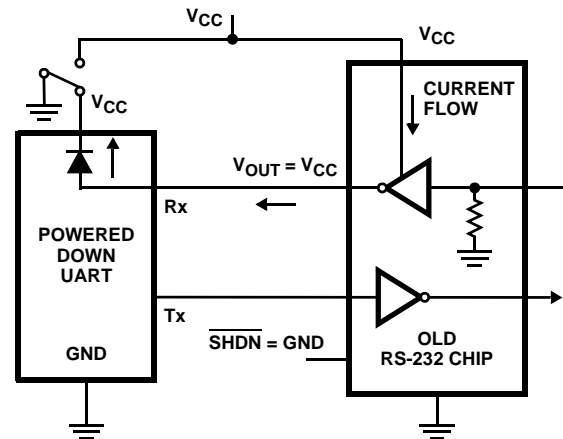 VCC
VCC
VCC
CURRENT
FLOW
VOUT = VCC
Rx
POWERED
DOWN
UART
Tx
GND
SHDN = GND
OLD
RS-232 CHIP